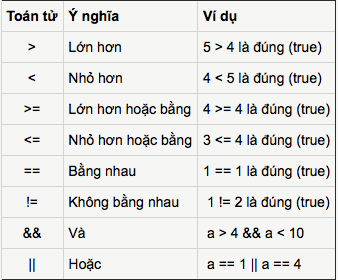 Toán tử Ý nghĩa Ví dụ
> Lớn hơn 5 > 4 là đúng (true)
< Nhỏ hơn 4 < 5 là đúng (true)
>= Lớn hơn hoặc bằng 4 >= 4 là đúng (true)
<= Nhỏ hơn hoặc bằng 3 <= 4 là đúng (true)
== Bằng nhau 1 == 1 là đúng (true)
!= Không bằng nhau 1 != 2 là đúng (true)
&& Và a > 4 && a < 10
|| Hoặc a == 1 || a == 4